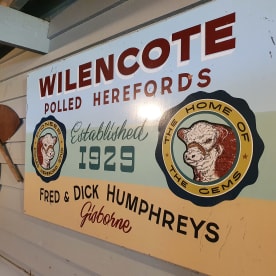 WILENCOTE
POLLED HEREFORDS
Established
1929
THE HOME OF
THE GEMS
FRED & DICK HUMPHREYS
Gisborne